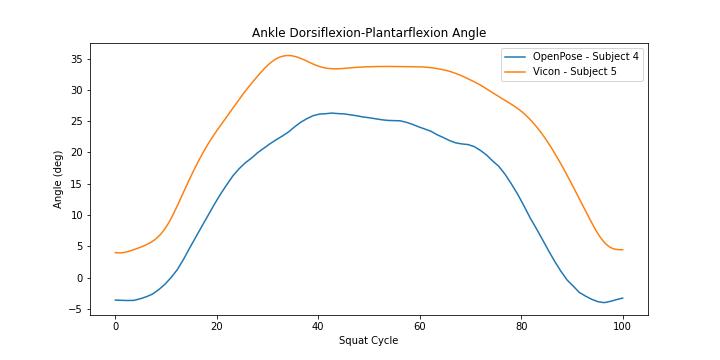 Ankle Dorsiflexion-Plantarflexion Angle
OpenPose - Subject 4
Vicon - Subject 5
35
30
25
20
15
10
5
0
−5
Angle (deg)
0 20 40 60 80 100
Squat Cycle